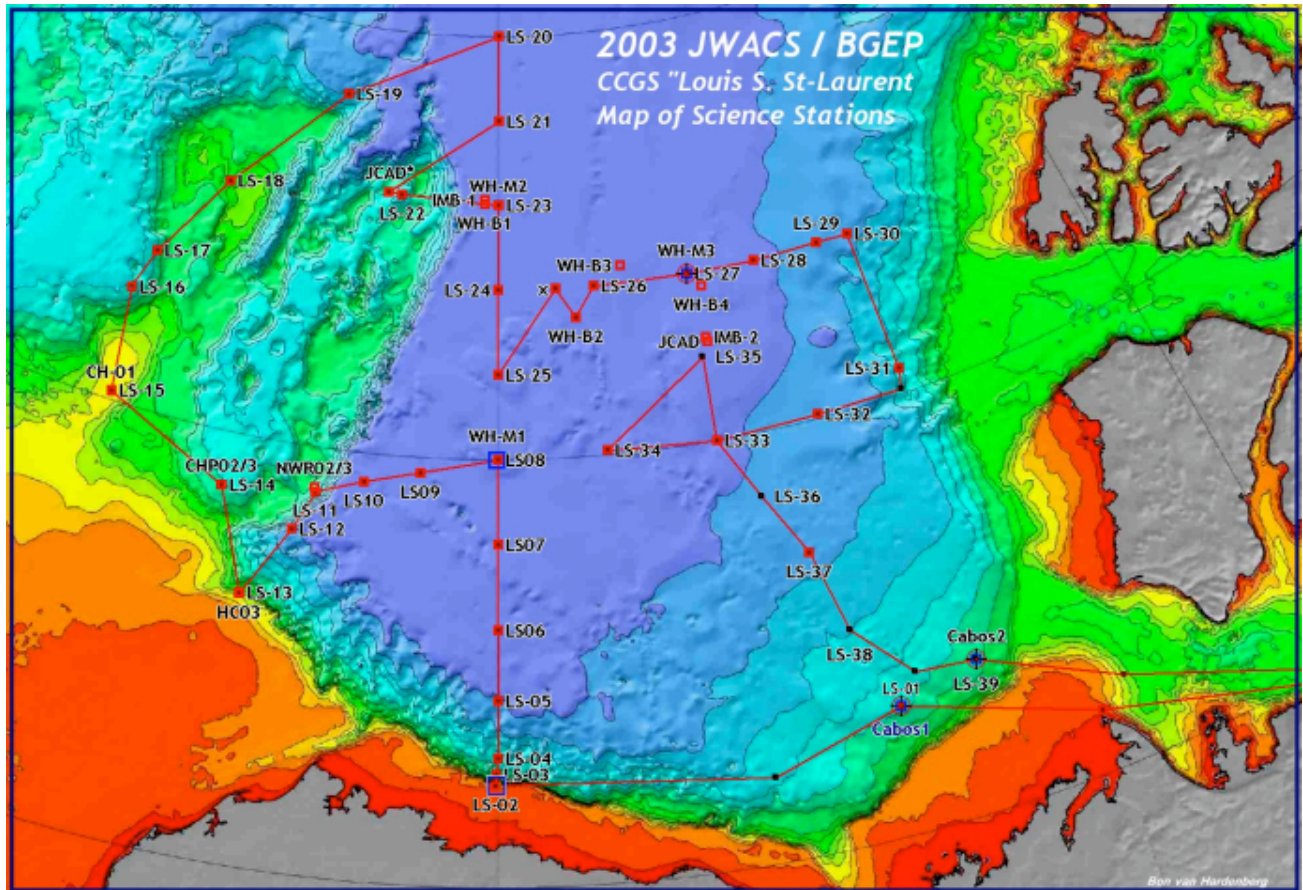 2003 JWACS / BGEP
CCGS "Louis S. St-Laurent
Map of Science Stations
LS-20
LS-19
LS-21
LS-18
JCAD*
LS-22
IMB-1
WH-M2
LS-23
WH-B1
LS-17
LS-29
LS-30
WH-M3
LS-28
WH-B3
LS-27
LS-26
WH-B4
LS-16
LS-24
x
WH-B2
JCAD
IMB-2
LS-35
CH-01
LS-15
LS-25
LS-31
LS-32
WH-M1
LS08
LS-33
LS-34
CHP02/3
LS-14
NWR02/3
LS09
LS10
LS-11
LS-12
LS-36
LS07
LS-37
LS-13
HC03
LS06
LS-38
Cabos2
LS-39
LS-01
Cabos1
LS-05
LS-04
LS-03
LS-02
Bon van Hardenberg